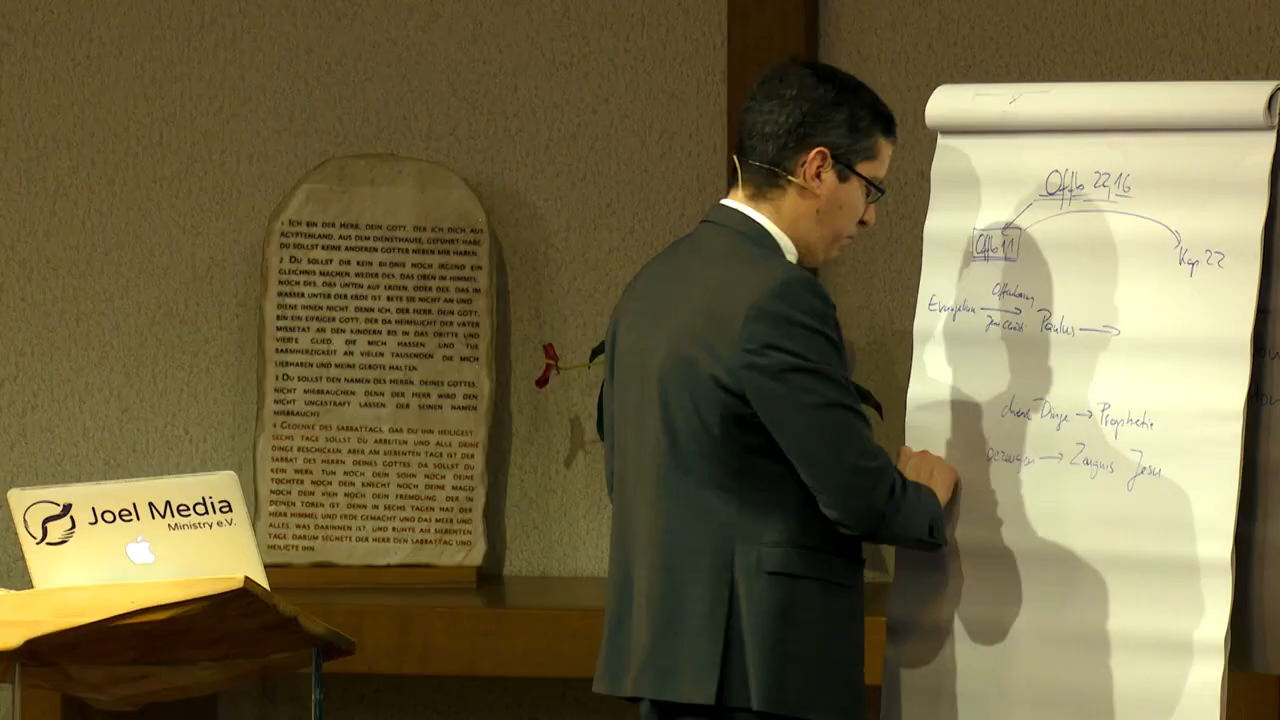 1 ICH BIN DER HERR, DEIN GOTT, DER ICH DICH AUS
ÄGYPTENLAND, AUS DEM DIENSTHAUSE, GEFÜHRT HABE.
DU SOLLST KEINE ANDEREN GÖTTER NEBEN MIR HABEN.
2 DU SOLLST DIR KEIN BILDNIS NOCH IRGEND EIN
GLEICHNIS MACHEN, WEDER DES, DAS OBEN IM HIMMEL,
NOCH DES, DAS UNTEN AUF ERDEN, ODER DES, DAS IM
WASSER UNTER DER ERDE IST. BETE SIE NICHT AN UND
DIENE IHNEN NICHT. DENN ICH, DER HERR, DEIN GOTT,
BIN EIN EIFRIGER GOTT, DER DA HEIMSUCHT DER VÄTER
MISSETAT AN DEN KINDERN BIS IN DAS DRITTE UND
VIERTE GLIED, DIE MICH HASSEN; UND TUE
BARMHERZIGKEIT AN VIELEN TAUSENDEN, DIE MICH
LIEBHABEN UND MEINE GEBOTE HALTEN.
3 DU SOLLST DEN NAMEN DES HERRN, DEINES GOTTES,
NICHT MISBRAUCHEN; DENN DER HERR WIRD DEN
NICHT UNGESTRAFT LASSEN, DER SEINEN NAMEN
MISBRAUCHT.
4 GEDENKE DES SABBATTAGS, DAß DU IHN HEILIGEST.
SECHS TAGE SOLLST DU ARBEITEN UND ALLE DEINE
DINGE BESCHICKEN; ABER AM SIEBENTEN TAGE IST DER
SABBAT DES HERRN, DEINES GOTTES. DA SOLLST DU
KEIN WERK TUN NOCH DEIN SOHN NOCH DEINE
TOCHTER NOCH DEIN KNECHT NOCH DEINE MAGD
NOCH DEIN VIEH NOCH DEIN FREMDLING, DER IN
DEINEN TOREN IST. DENN IN SECHS TAGEN HAT DER
HERR HIMMEL UND ERDE GEMACHT UND DAS MEER UND
ALLES, WAS DARINNEN IST, UND RUHTE AM SIEBENTEN
TAGE. DARUM SEGNETE DER HERR DEN SABBATTAG UND
HEILIGTE IHN.
Joel Media
Ministry e.V.
Offb 22,16
Offb 1,1
Kap 22
Offenbarung
Evangelium → Paulus →
Jesu Christi
diese Dinge → Prophetie
bezeugen → Zeugnis Jesu